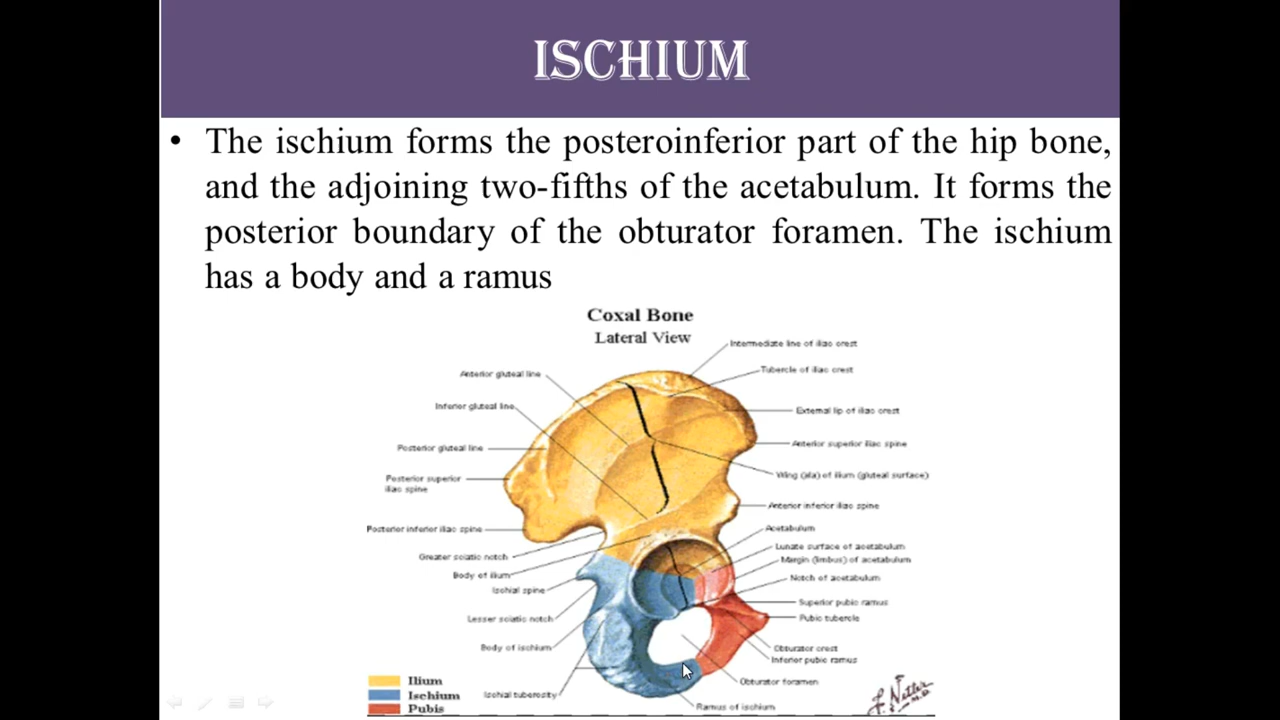 ISCHIUM
• The ischium forms the posteroinferior part of the hip bone,
and the adjoining two-fifths of the acetabulum. It forms the
posterior boundary of the obturator foramen. The ischium
has a body and a ramus
Coxal Bone
Lateral View
Intermediate line of iliac crest
Anterior gluteal line
Tubercle of iliac crest
Inferior gluteal line
External lip of iliac crest
Posterior gluteal line
Anterior superior iliac spine
Posterior superior
iliac spine
Wing (ala) of ilium (gluteal surface)
Anterior inferior iliac spine
Posterior inferior iliac spine
Acetabulum
Greater sciatic notch
Lunate surface of acetabulum
Margin (limbus) of acetabulum
Body of ilium
Notch of acetabulum
Ischial spine
Superior pubic ramus
Lesser sciatic notch
Pubic tubercle
Body of ischium
Obturator crest
Inferior pubic ramus
Ilium
Obturator foramen
Ischium
Ischial tuberosity
Pubis
Ramus of ischium
F. Netter
M.D.